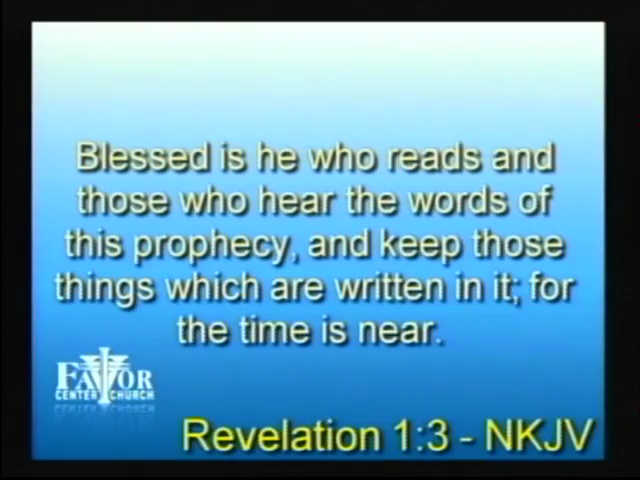 Blessed is he who reads and
those who hear the words of
this prophecy, and keep those
things which are written in it; for
the time is near.
FAVOR
CENTER CHURCH
Revelation 1:3 - NKJV